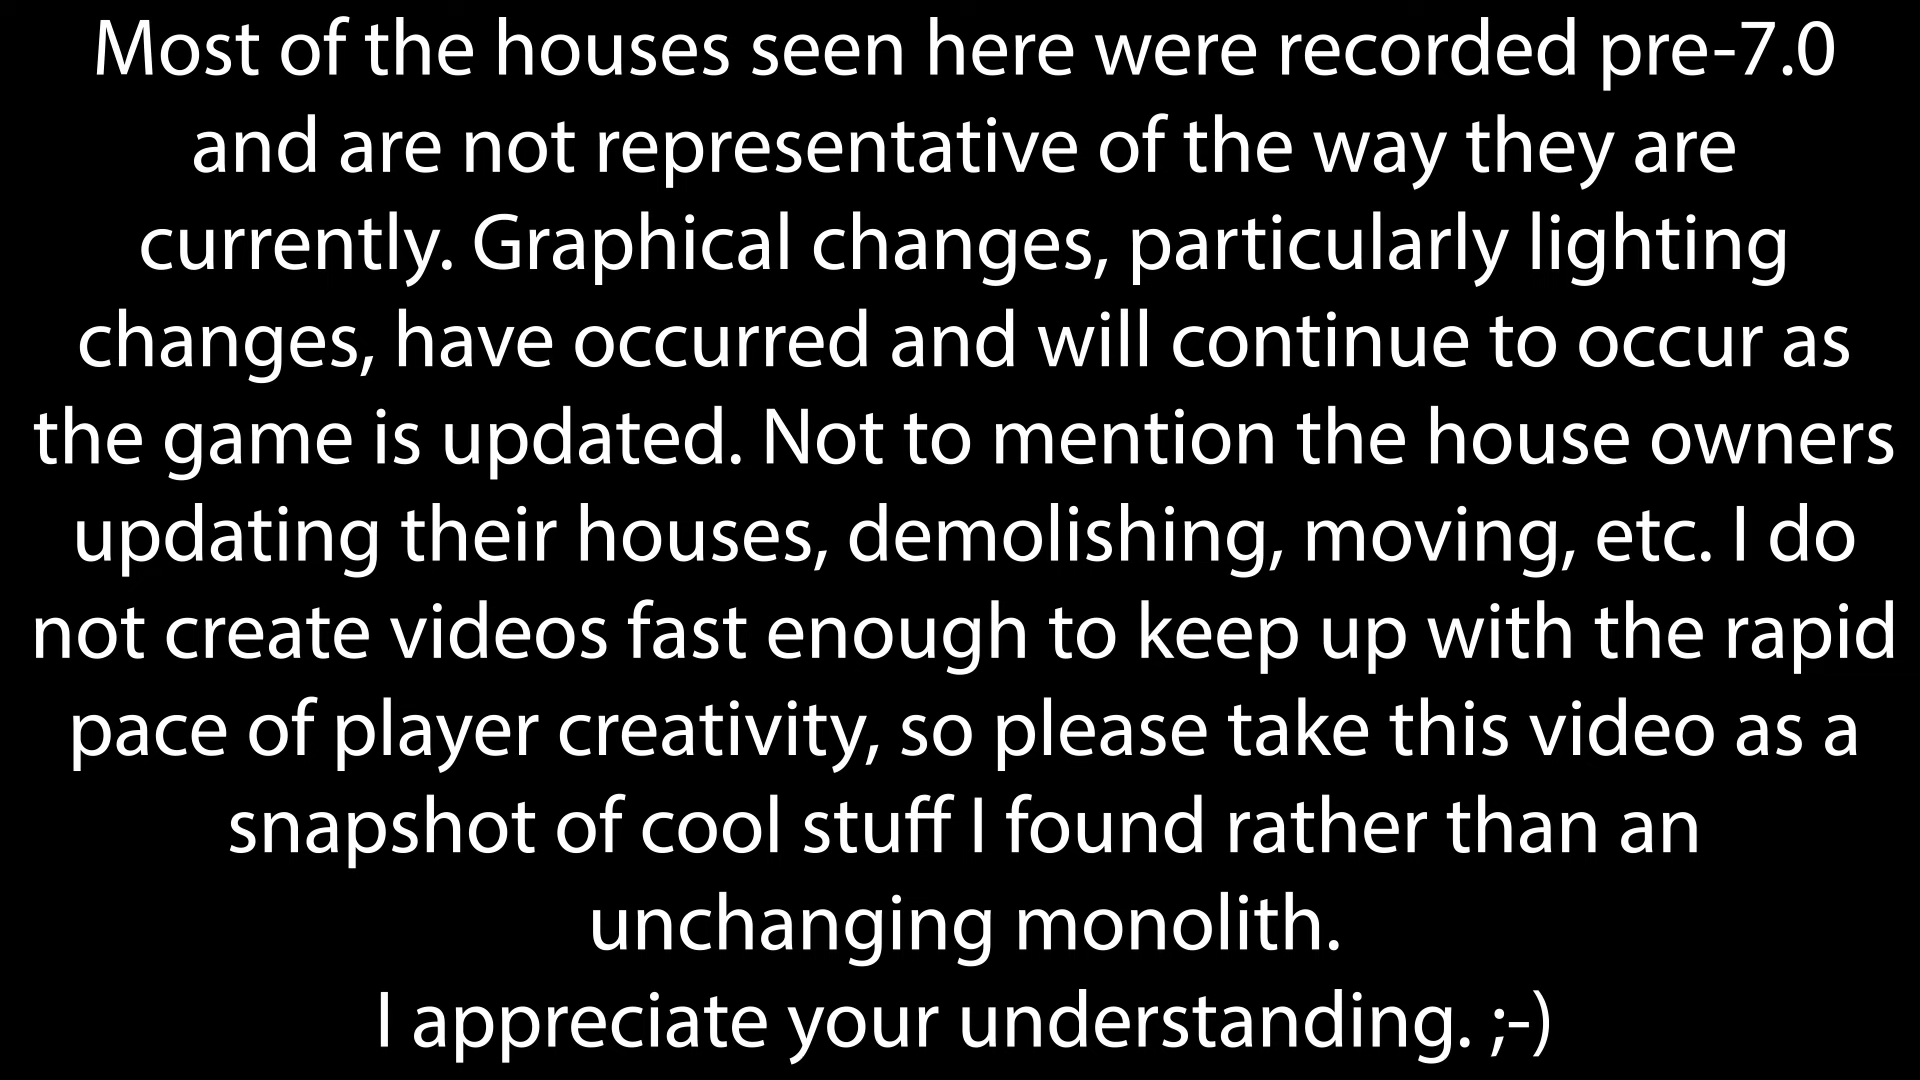 Most of the houses seen here were recorded pre-7.0
and are not representative of the way they are
currently. Graphical changes, particularly lighting
changes, have occurred and will continue to occur as
the game is updated. Not to mention the house owners
updating their houses, demolishing, moving, etc. I do
not create videos fast enough to keep up with the rapid
pace of player creativity, so please take this video as a
snapshot of cool stuff I found rather than an
unchanging monolith.
I appreciate your understanding. ;-)